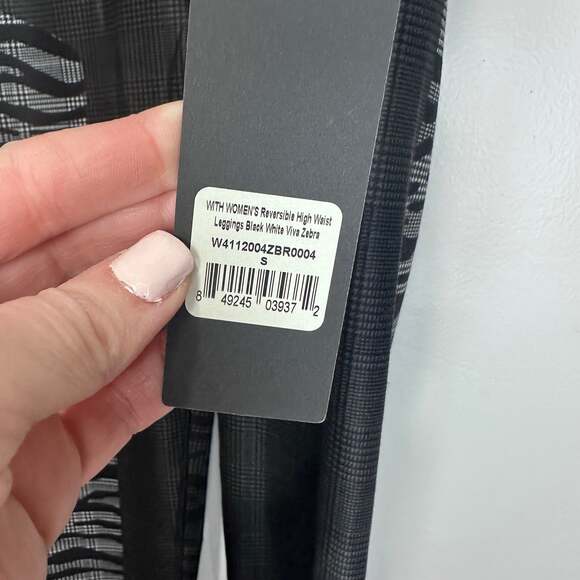 WITH WOMEN'S Reversible High Waist
Leggings Black White Viva Zebra
W4112004ZBR0004
S
8 49245 03937 2